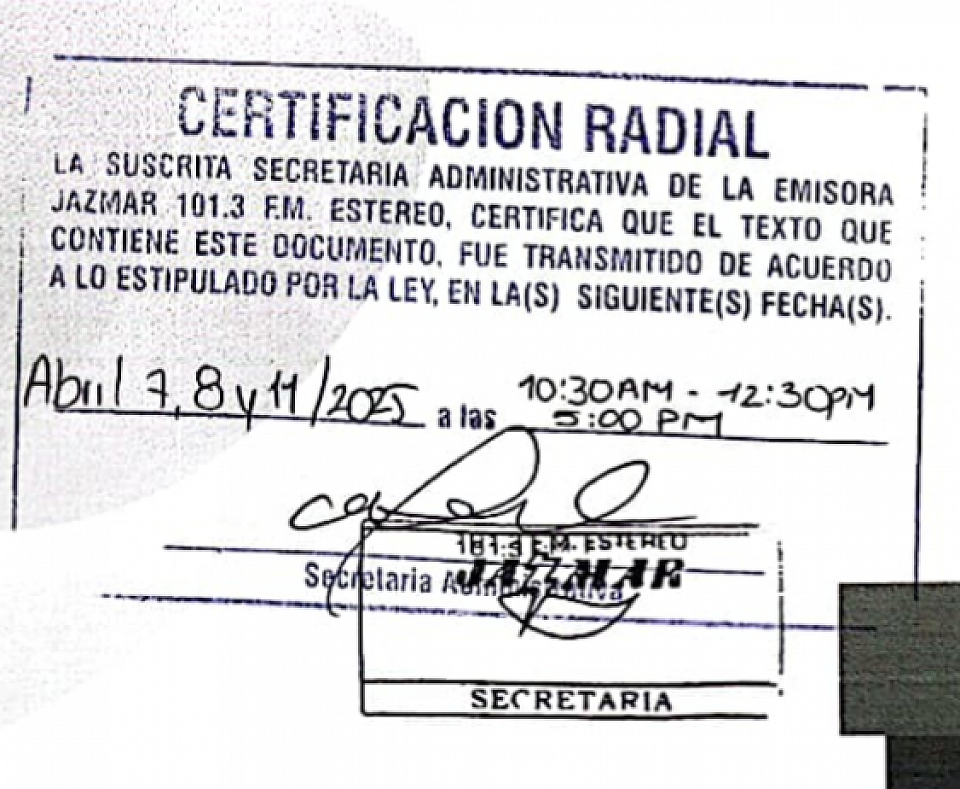 CERTIFICACION RADIAL
LA SUSCRITA SECRETARIA ADMINISTRATIVA DE LA EMISORA
JAZMAR 101.3 F.M. ESTEREO, CERTIFICA QUE EL TEXTO QUE
CONTIENE ESTE DOCUMENTO, FUE TRANSMITIDO DE ACUERDO
A LO ESTIPULADO POR LA LEY, EN LA(S) SIGUIENTE(S) FECHA(S).
Abril 7, 8 y 11/2025 a las 10:30AM - 12:30PM
5:00 PM
101.3 F.M. ESTEREO
JAZMAR
Secretaria Administrativa
SECRETARIA